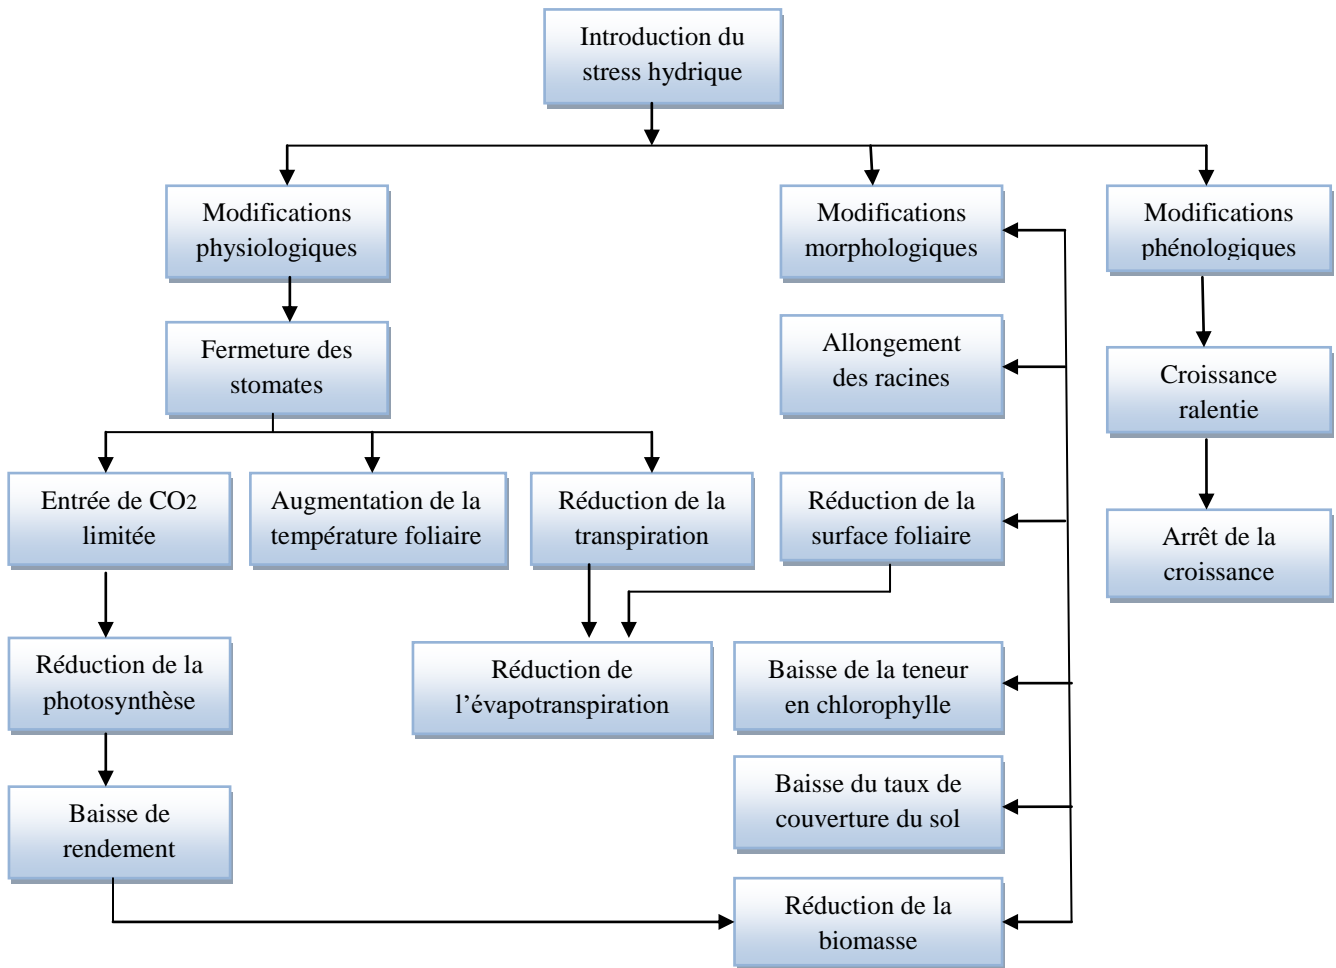 Introduction du
stress hydrique
Modifications
physiologiques
Modifications
morphologiques
Modifications
phénologiques
Fermeture des
stomates
Allongement
des racines
Croissance
ralentie
Entrée de CO2
limitée
Augmentation de la
température foliaire
Réduction de la
transpiration
Réduction de la
surface foliaire
Arrêt de la
croissance
Réduction de la
photosynthèse
Réduction de
l’évapotranspiration
Baisse de la teneur
en chlorophylle
Baisse du taux de
couverture du sol
Baisse de
rendement
Réduction de la
biomasse